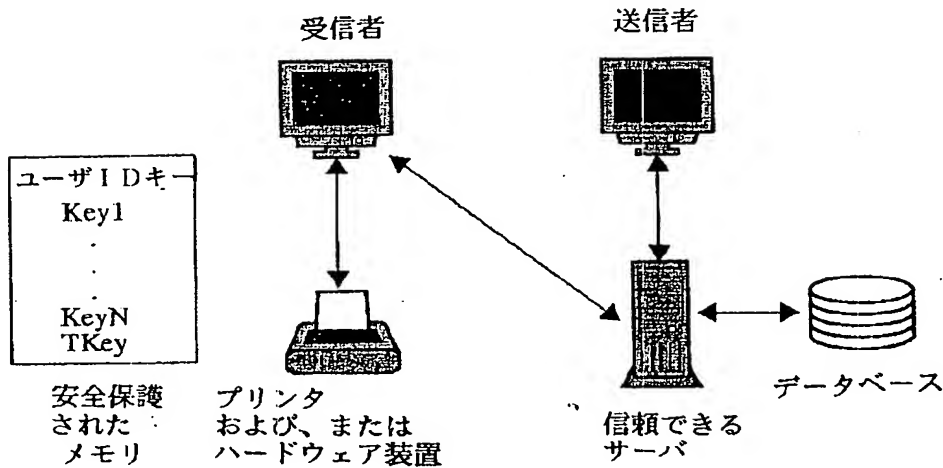 受信者
送信者
ユーザIDキー
Key1
.
.
.
KeyN
TKey
安全保護
された
メモリ
プリンタ
および、または
ハードウェア装置
信頼できる
サーバ
データベース